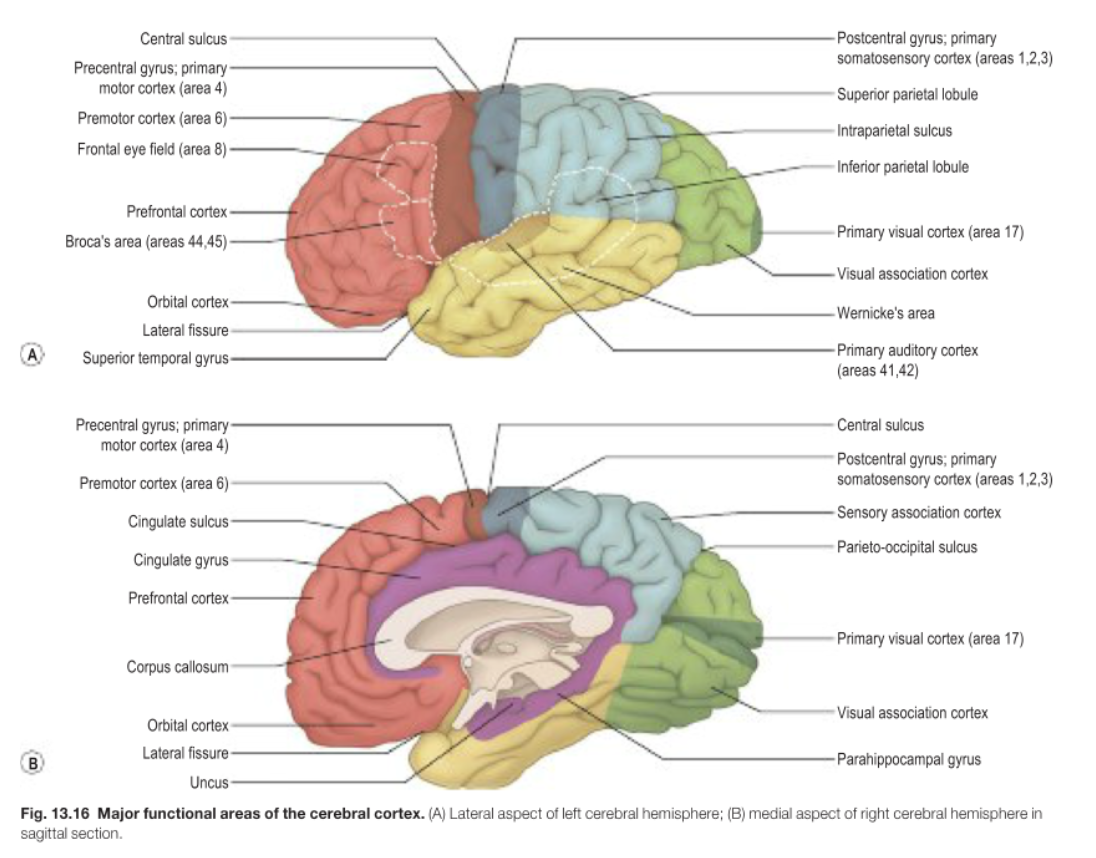 Central sulcus
Precentral gyrus; primary
motor cortex (area 4)
Premotor cortex (area 6)
Frontal eye field (area 8)
Prefrontal cortex
Broca's area (areas 44,45)
Orbital cortex
Lateral fissure
Superior temporal gyrus
Postcentral gyrus; primary
somatosensory cortex (areas 1,2,3)
Superior parietal lobule
Intraparietal sulcus
Inferior parietal lobule
Primary visual cortex (area 17)
Visual association cortex
Wernicke's area
Primary auditory cortex
(areas 41,42)
A
Precentral gyrus; primary
motor cortex (area 4)
Premotor cortex (area 6)
Cingulate sulcus
Cingulate gyrus
Prefrontal cortex
Corpus callosum
Orbital cortex
Lateral fissure
Uncus
Central sulcus
Postcentral gyrus; primary
somatosensory cortex (areas 1,2,3)
Sensory association cortex
Parieto-occipital sulcus
Primary visual cortex (area 17)
Visual association cortex
Parahippocampal gyrus
B
Fig. 13.16 Major functional areas of the cerebral cortex. (A) Lateral aspect of left cerebral hemisphere; (B) medial aspect of right cerebral hemisphere in
sagittal section.